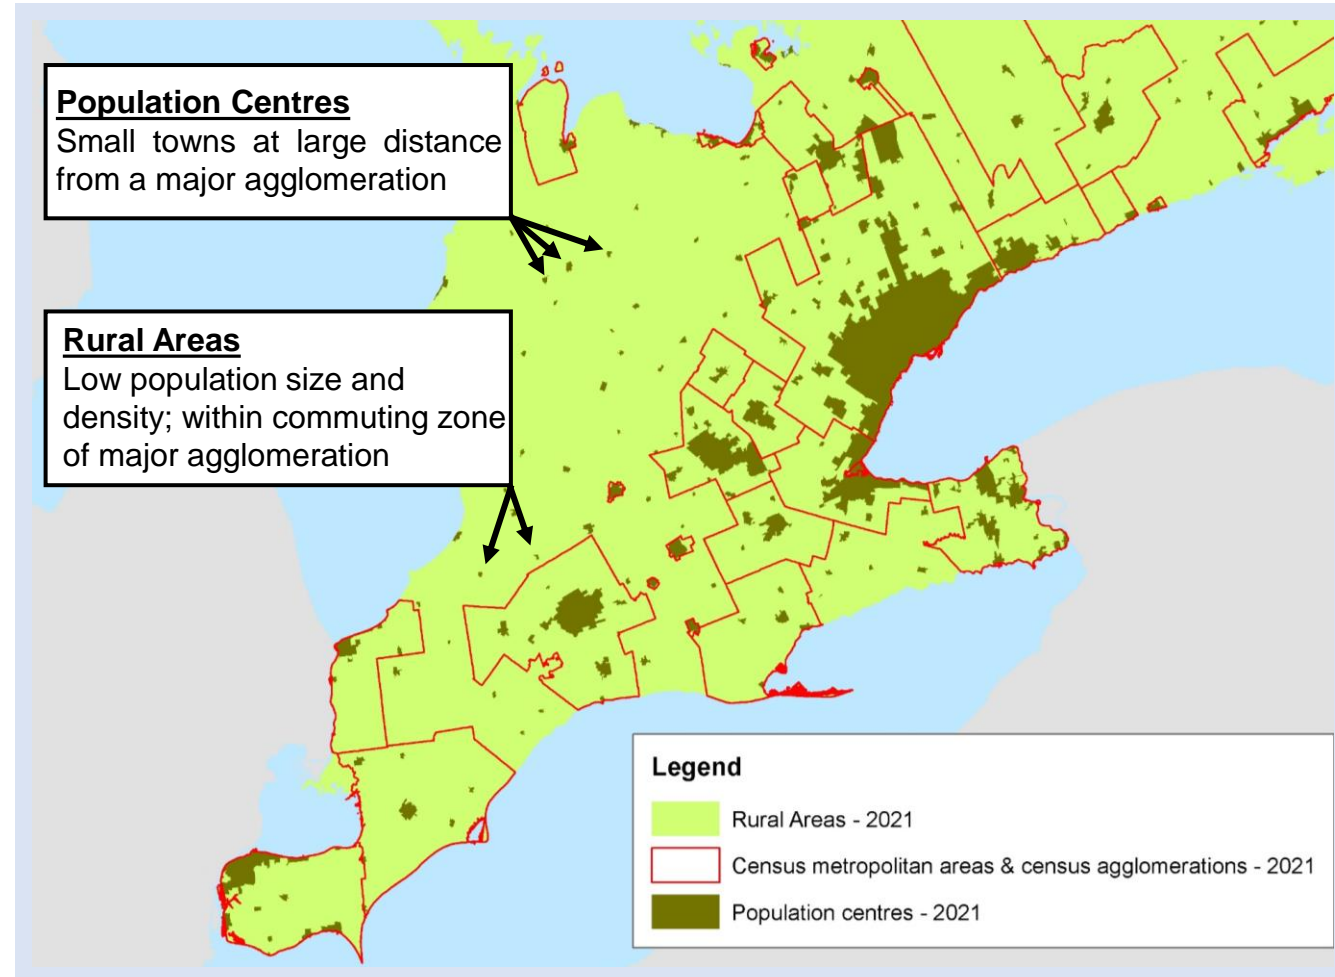 Population Centres
Small towns at large distance
from a major agglomeration
Rural Areas
Low population size and
density; within commuting zone
of major agglomeration
Legend
Rural Areas - 2021
Census metropolitan areas & census agglomerations - 2021
Population centres - 2021